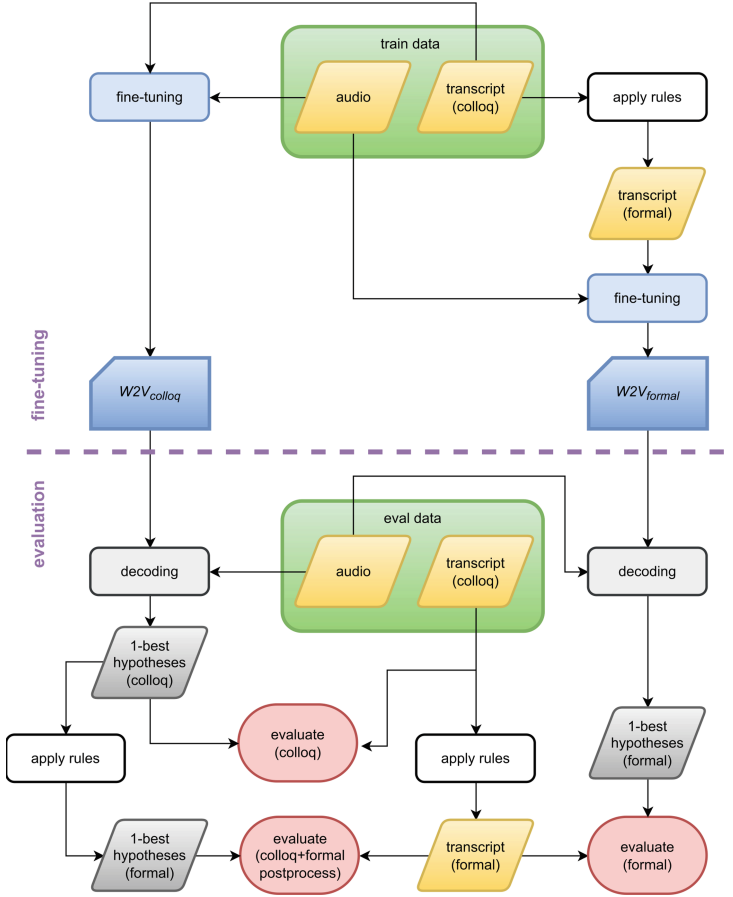 train data
fine-tuning
audio
transcript
(colloq)
apply rules
transcript
(formal)
fine-tuning
fine-tuning
W2Vcolloq
W2Vformal
evaluation
eval data
decoding
audio
transcript
(colloq)
decoding
1-best
hypotheses
(colloq)
evaluate
(colloq)
1-best
hypotheses
(formal)
apply rules
apply rules
1-best
hypotheses
(formal)
evaluate
(colloq+formal
postprocess)
transcript
(formal)
evaluate
(formal)